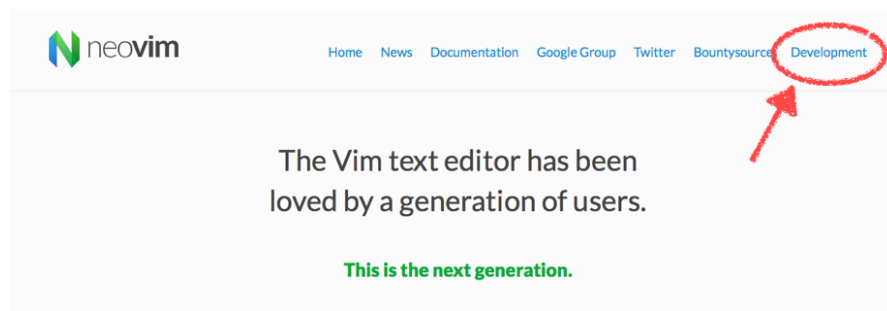 neovim
Home News Documentation Google Group Twitter Bountysource Development
The Vim text editor has been
loved by a generation of users.
This is the next generation.